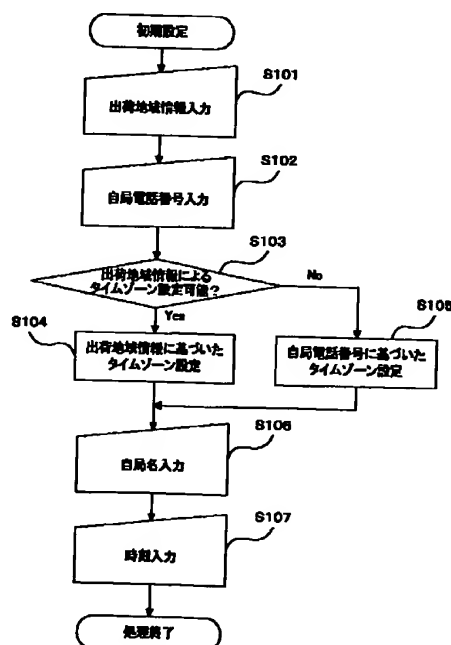 初期設定
S101
出荷地域情報入力
S102
自局電話番号入力
S103
出荷地域情報による
タイムゾーン設定可能？
No
Yes
S104
出荷地域情報に基づいた
タイムゾーン設定
S105
自局電話番号に基づいた
タイムゾーン設定
S106
自局名入力
S107
時刻入力
処理終了